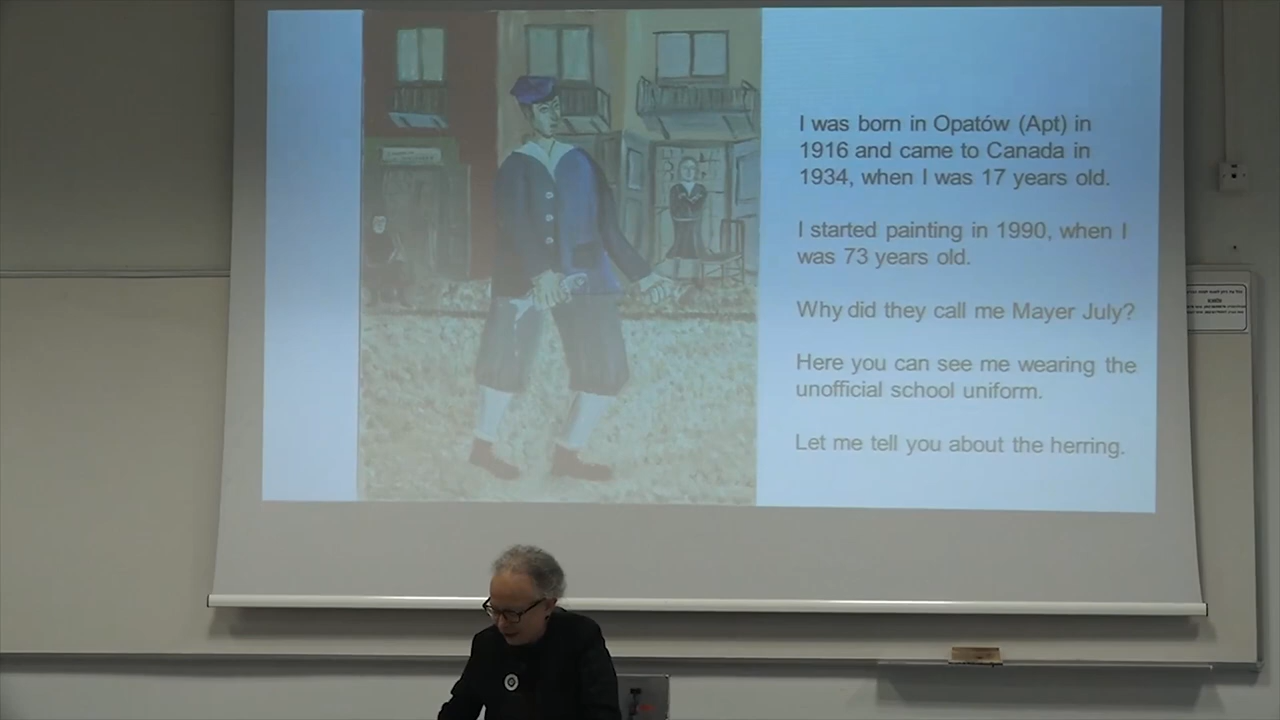 I was born in Opatów (Apt) in
1916 and came to Canada in
1934, when I was 17 years old.
I started painting in 1990, when I
was 73 years old.
Why did they call me Mayer July?
Here you can see me wearing the
unofficial school uniform.
Let me tell you about the herring.